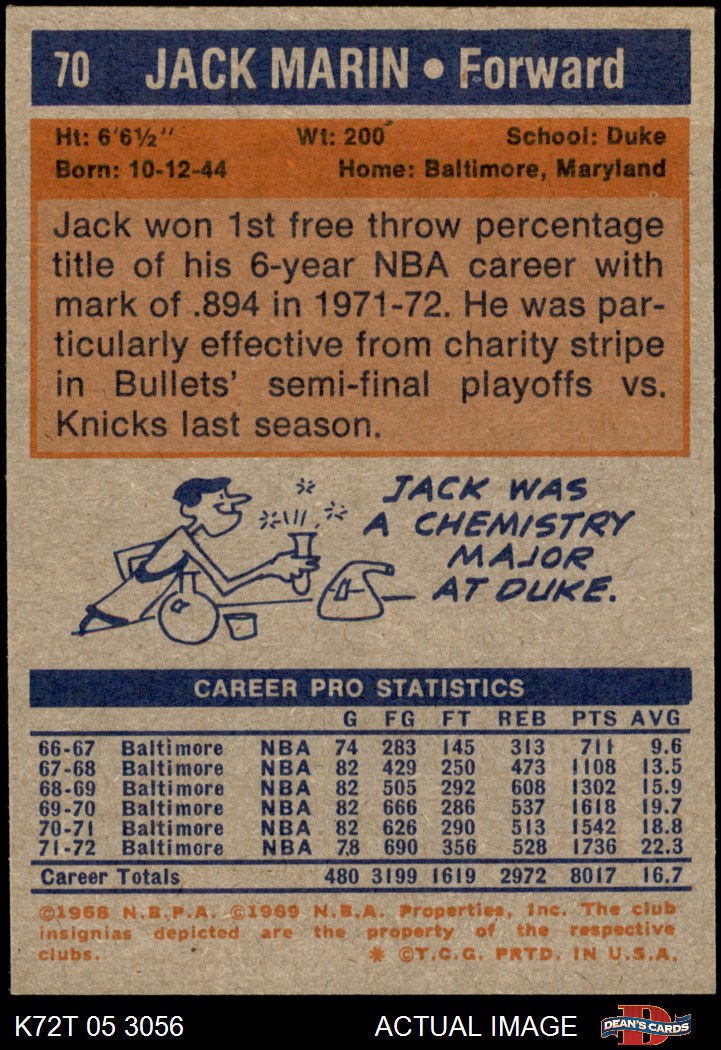 70 JACK MARIN • Forward
Ht: 6'6½" Wt: 200 School: Duke
Born: 10-12-44 Home: Baltimore, Maryland
Jack won 1st free throw percentage
title of his 6-year NBA career with
mark of .894 in 1971-72. He was par-
ticularly effective from charity stripe
in Bullets' semi-final playoffs vs.
Knicks last season.
JACK WAS
A CHEMISTRY
MAJOR
AT DUKE.
CAREER PRO STATISTICS
G FG FT REB PTS AVG
66-67 Baltimore NBA 74 283 145 313 711 9.6
67-68 Baltimore NBA 82 429 250 473 1108 13.5
68-69 Baltimore NBA 82 505 292 608 1302 15.9
69-70 Baltimore NBA 82 666 286 537 1618 19.7
70-71 Baltimore NBA 82 626 290 513 1542 18.8
71-72 Baltimore NBA 78 690 356 528 1736 22.3
Career Totals 480 3199 1619 2972 8017 16.7
©1968 N.B.P.A. ©1969 N.B.A. Properties, Inc. The club
insignias depicted are the property of the respective
clubs. * ©T.C.G. PRTD. IN U.S.A.
K72T 05 3056 ACTUAL IMAGE D DEAN'S CARDS